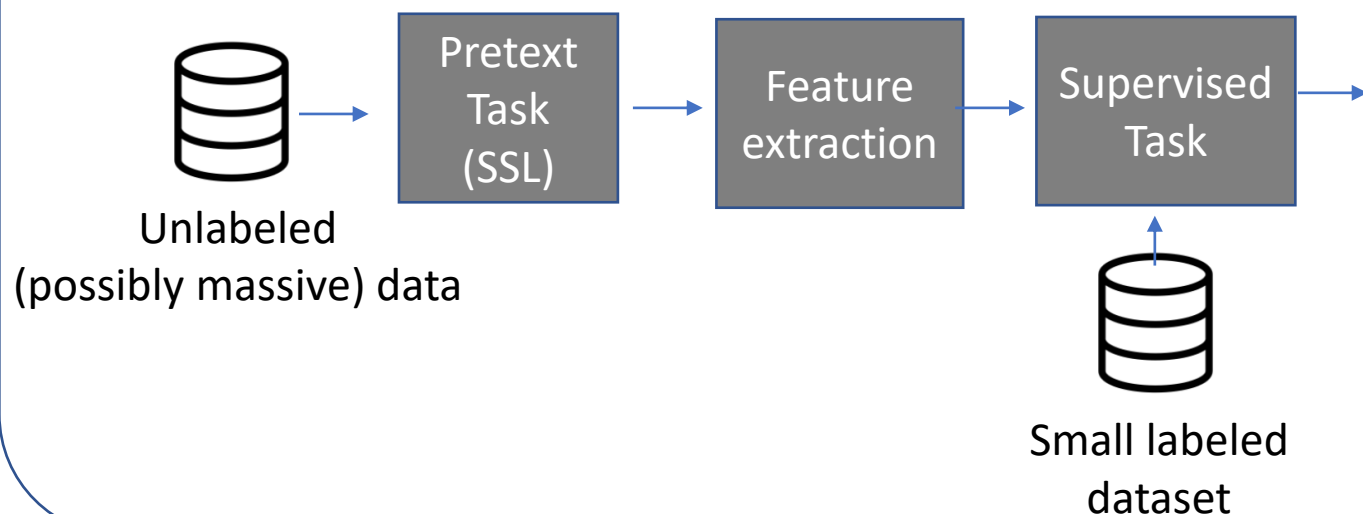 Pretext
Task
(SSL)
Feature
extraction
Supervised
Task
Unlabeled
(possibly massive) data
Small labeled
dataset